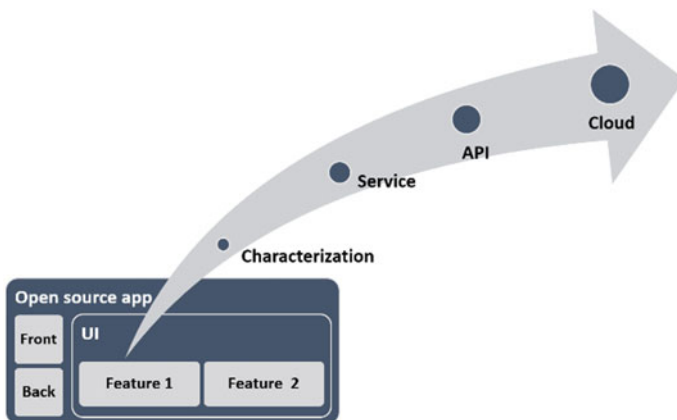 Cloud
API
Service
Characterization
Open source app
Front
UI
Back
Feature 1
Feature 2